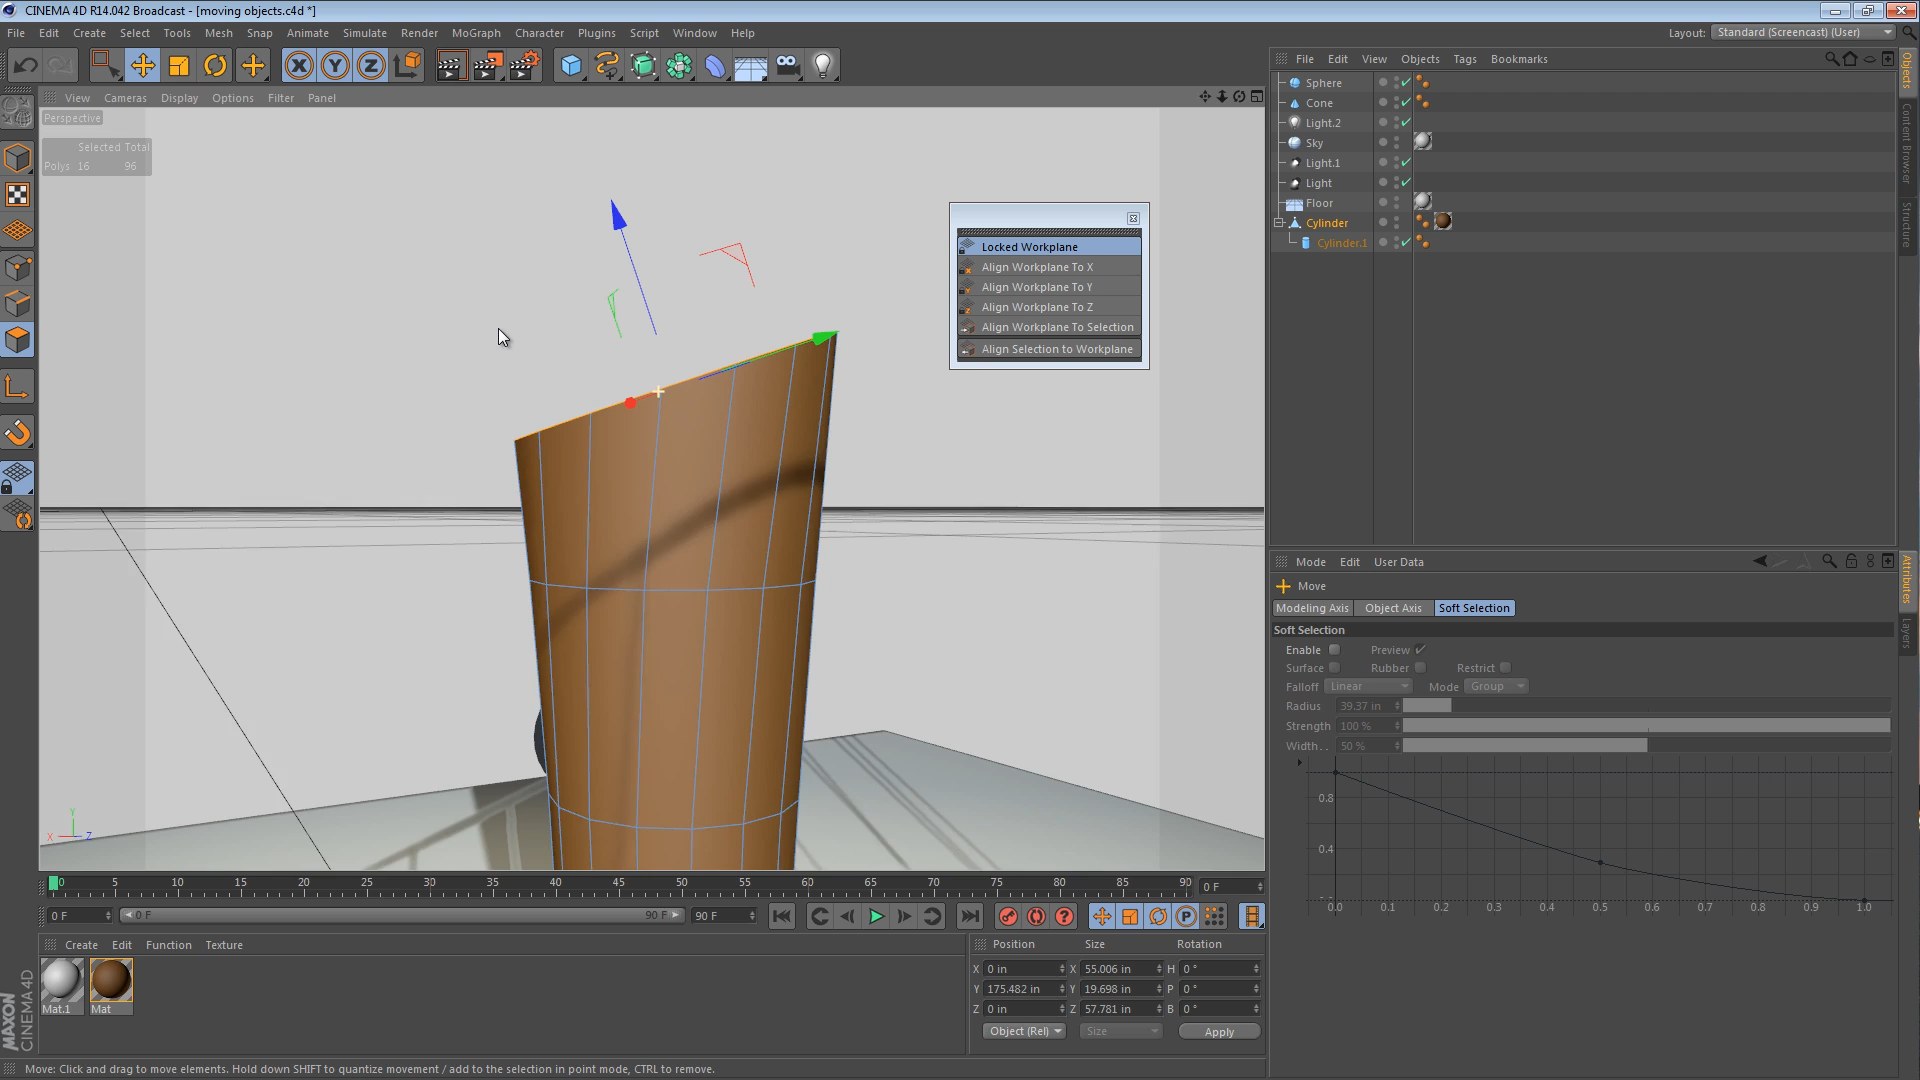 CINEMA 4D R14.042 Broadcast - [moving objects.c4d *]
File Edit Create Select Tools Mesh Snap Animate Simulate Render MoGraph Character Plugins Script Window Help
Layout: Standard (Screencast) (User)
View Cameras Display Options Filter Panel
Perspective
Selected Total
Polys 16 96
Locked Workplane
Align Workplane To X
Align Workplane To Y
Align Workplane To Z
Align Workplane To Selection
Align Selection to Workplane
X Y Z
0 5 10 15 20 25 30 35 40 45 50 55 60 65 70 75 80 85 90 0 F
0 F 0 F 90 F 90 F
Create Edit Function Texture
Mat.1 Mat
MAXON CINEMA 4D
Position Size Rotation
X 0 in X 55.006 in H 0 °
Y 175.482 in Y 19.698 in P 0 °
Z 0 in Z 57.781 in B 0 °
Object (Rel) Size Apply
Move: Click and drag to move elements. Hold down SHIFT to quantize movement / add to the selection in point mode, CTRL to remove.
File Edit View Objects Tags Bookmarks
Sphere
Cone
Light.2
Sky
Light.1
Light
Floor
Cylinder
Cylinder.1
Objects
Content Browser
Structure
Mode Edit User Data
Move
Modeling Axis Object Axis Soft Selection
Soft Selection
Enable Preview
Surface Rubber Restrict
Falloff Linear Mode Group
Radius 39.37 in
Strength 100 %
Width . . 50 %
0.8
0.4
0.0 0.1 0.2 0.3 0.4 0.5 0.6 0.7 0.8 0.9 1.0
Attributes
Layers